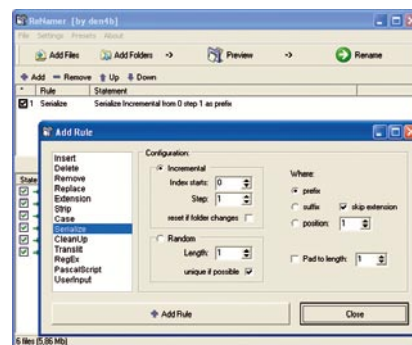 ReNamer [by den4b]
File Settings Presets About
Add Files Add Folders -> Preview -> Rename
Add Remove Up Down
* Rule Statement
1 Serialize Serialize Incremental from 0 step 1 as prefix
Add Rule
State
Insert
Delete
Remove
Replace
Extension
Strip
Case
Serialize
CleanUp
Translit
RegEx
PascalScript
UserInput
Configuration:
Incremental
Index starts: 0
Step: 1
reset if folder changes
Random
Length: 1
unique if possible
Where:
prefix
suffix skip extension
position: 1
Pad to length: 1
Add Rule Close
6 files (5,86 Mb)